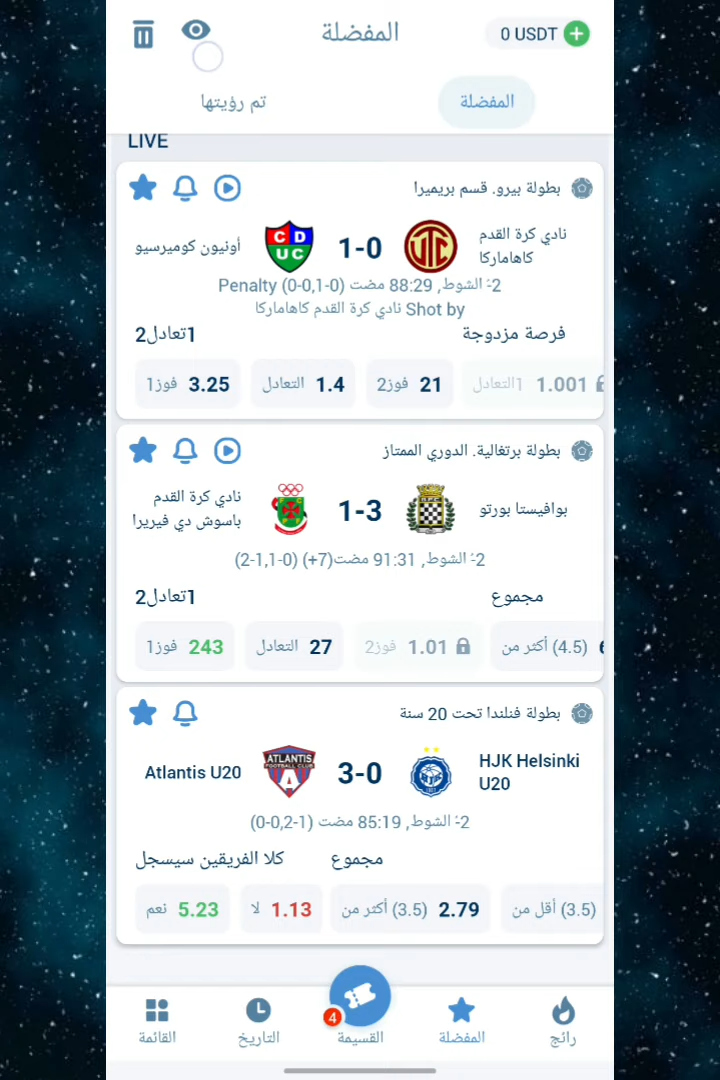 المفضلة
0 USDT
المفضلة
تم رؤيتها
LIVE
بطولة بيرو. قسم بريميرا
نادي كرة القدم
كاهاماركا
1-0
أونيون كوميرسيو
CD
UC
UTC
2-ً الشوط, 88:29 مضت Penalty (0-0,1-0)
Shot by نادي كرة القدم كاهاماركا
فرصة مزدوجة
1تعادل2
فوز1 3.25
التعادل 1.4
فوز2 21
1التعادل 1.001
بطولة برتغالية. الدوري الممتاز
بوافيستا بورتو
1-3
نادي كرة القدم
باسوش دي فيريرا
2-ً الشوط, 91:31 مضت(7+) (2-1,1-0)
مجموع
1تعادل2
فوز1 243
التعادل 27
فوز2 1.01
(4.5) أكثر من
بطولة فنلندا تحت 20 سنة
HJK Helsinki
U20
3-0
Atlantis U20
ATLANTIS
FOOTBALL CLUB
A
2-ً الشوط, 85:19 مضت (0-0,2-1)
مجموع
كلا الفريقين سيسجل
نعم 5.23
لا 1.13
(3.5) أكثر من 2.79
(3.5) أقل من
رائج
المفضلة
القسيمة
4
التاريخ
القائمة